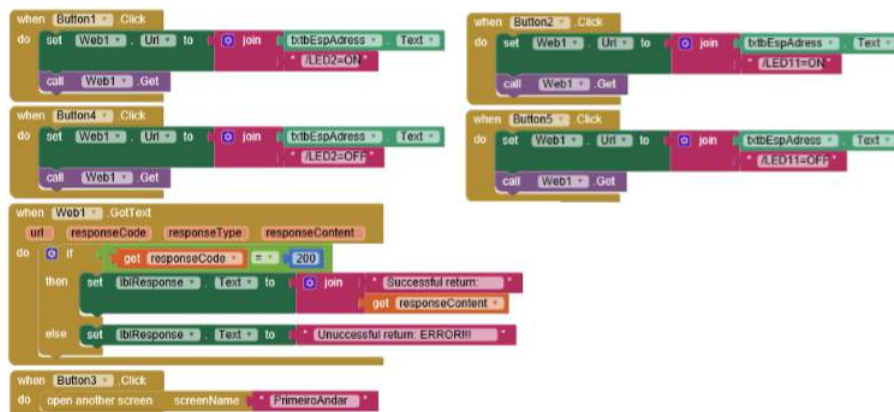 when Button1 .Click
do set Web1 . Url to join txtbEspAdress . Text
" /LED2=ON "
call Web1 .Get
when Button4 .Click
do set Web1 . Url to join txtbEspAdress . Text
" /LED2=OFF "
call Web1 .Get
when Web1 .GotText
url responseCode responseType responseContent
do if get responseCode = 200
then set lblResponse . Text to join " Successful return: "
get responseContent
else set lblResponse . Text to " Unuccessful return: ERROR!!! "
when Button3 .Click
do open another screen screenName " PrimeiroAndar "
when Button2 .Click
do set Web1 . Url to join txtbEspAdress . Text
" /LED11=ON "
call Web1 .Get
when Button5 .Click
do set Web1 . Url to join txtbEspAdress . Text
" /LED11=OFF "
call Web1 .Get